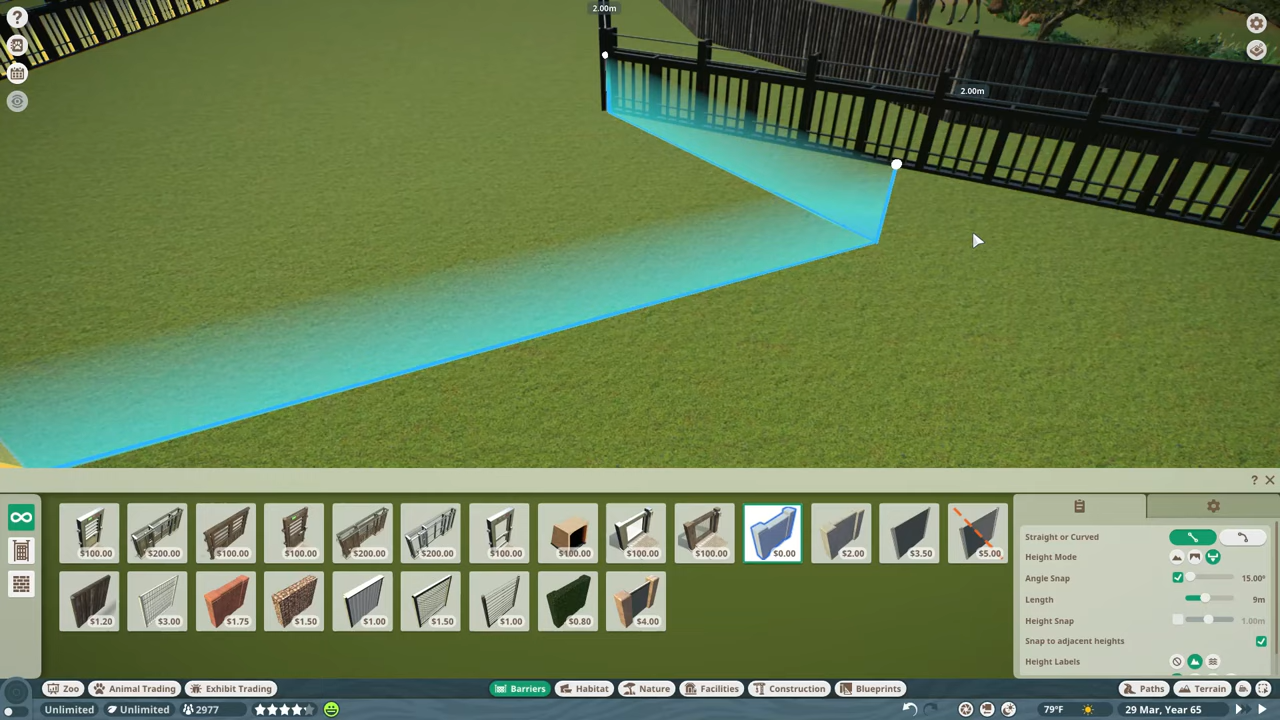 2.00m
2.00m
$100.00
$200.00
$100.00
$100.00
$200.00
$200.00
$100.00
$100.00
$100.00
$100.00
$0.00
$2.00
$3.50
$5.00
$1.20
$3.00
$1.75
$1.50
$1.00
$1.50
$1.00
$0.80
$4.00
Straight or Curved
Height Mode
Angle Snap 15.00°
Length 9m
Height Snap 1.00m
Snap to adjacent heights
Height Labels
Zoo Animal Trading Exhibit Trading Barriers Habitat Nature Facilities Construction Blueprints Paths Terrain
Unlimited Unlimited 2977 79°F 29 Mar, Year 65